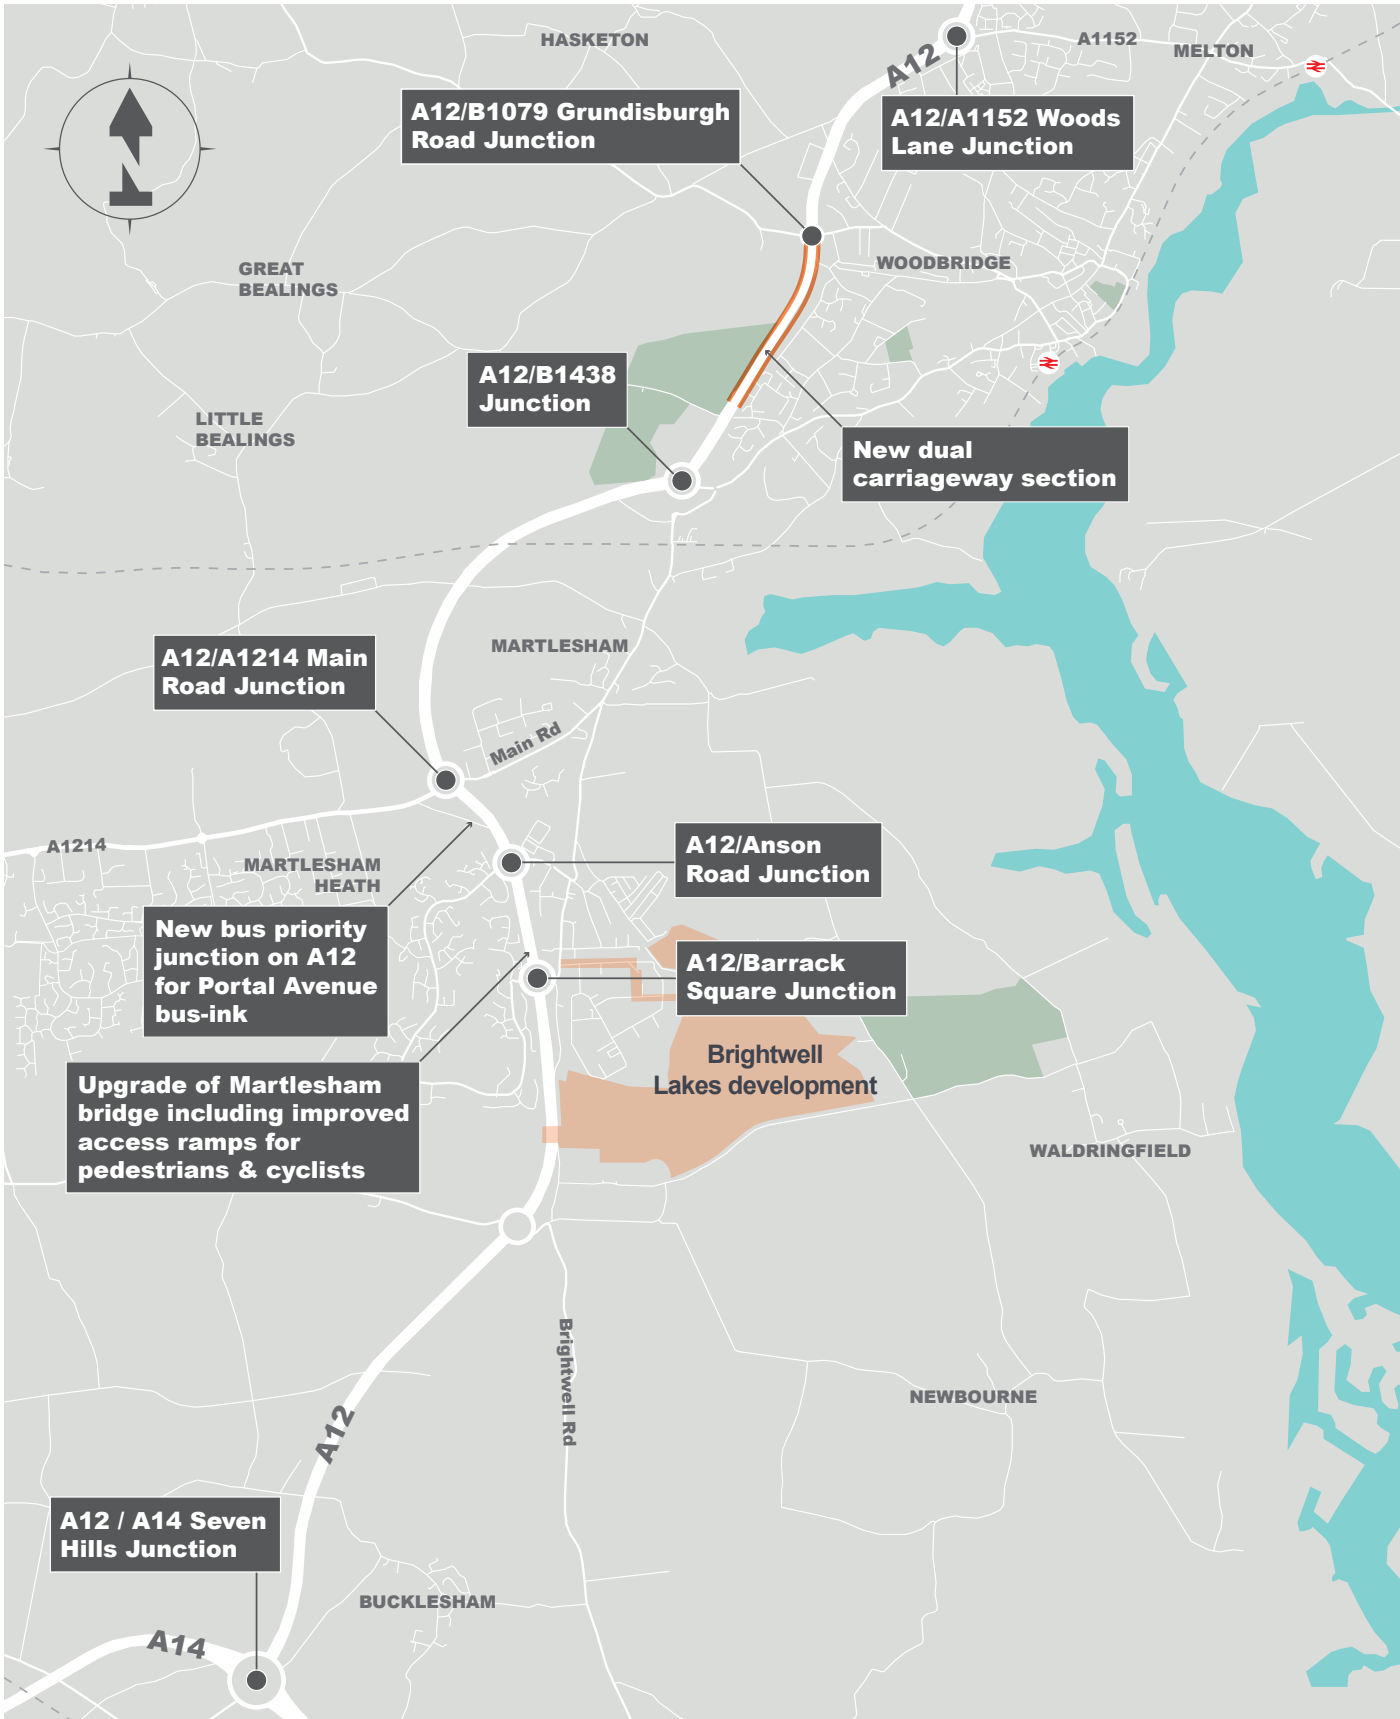 HASKETON
A12
A1152
MELTON
A12/B1079 Grundisburgh
Road Junction
A12/A1152 Woods
Lane Junction
N
GREAT
BEALINGS
WOODBRIDGE
A12/B1438
Junction
LITTLE
BEALINGS
New dual
carriageway section
MARTLESHAM
A12/A1214 Main
Road Junction
Main Rd
A1214
MARTLESHAM
HEATH
A12/Anson
Road Junction
New bus priority
junction on A12
for Portal Avenue
bus-ink
A12/Barrack
Square Junction
Brightwell
Lakes development
Upgrade of Martlesham
bridge including improved
access ramps for
pedestrians & cyclists
WALDRINGFIELD
Brightwell Rd
NEWBOURNE
A12
A12 / A14 Seven
Hills Junction
BUCKLESHAM
A14